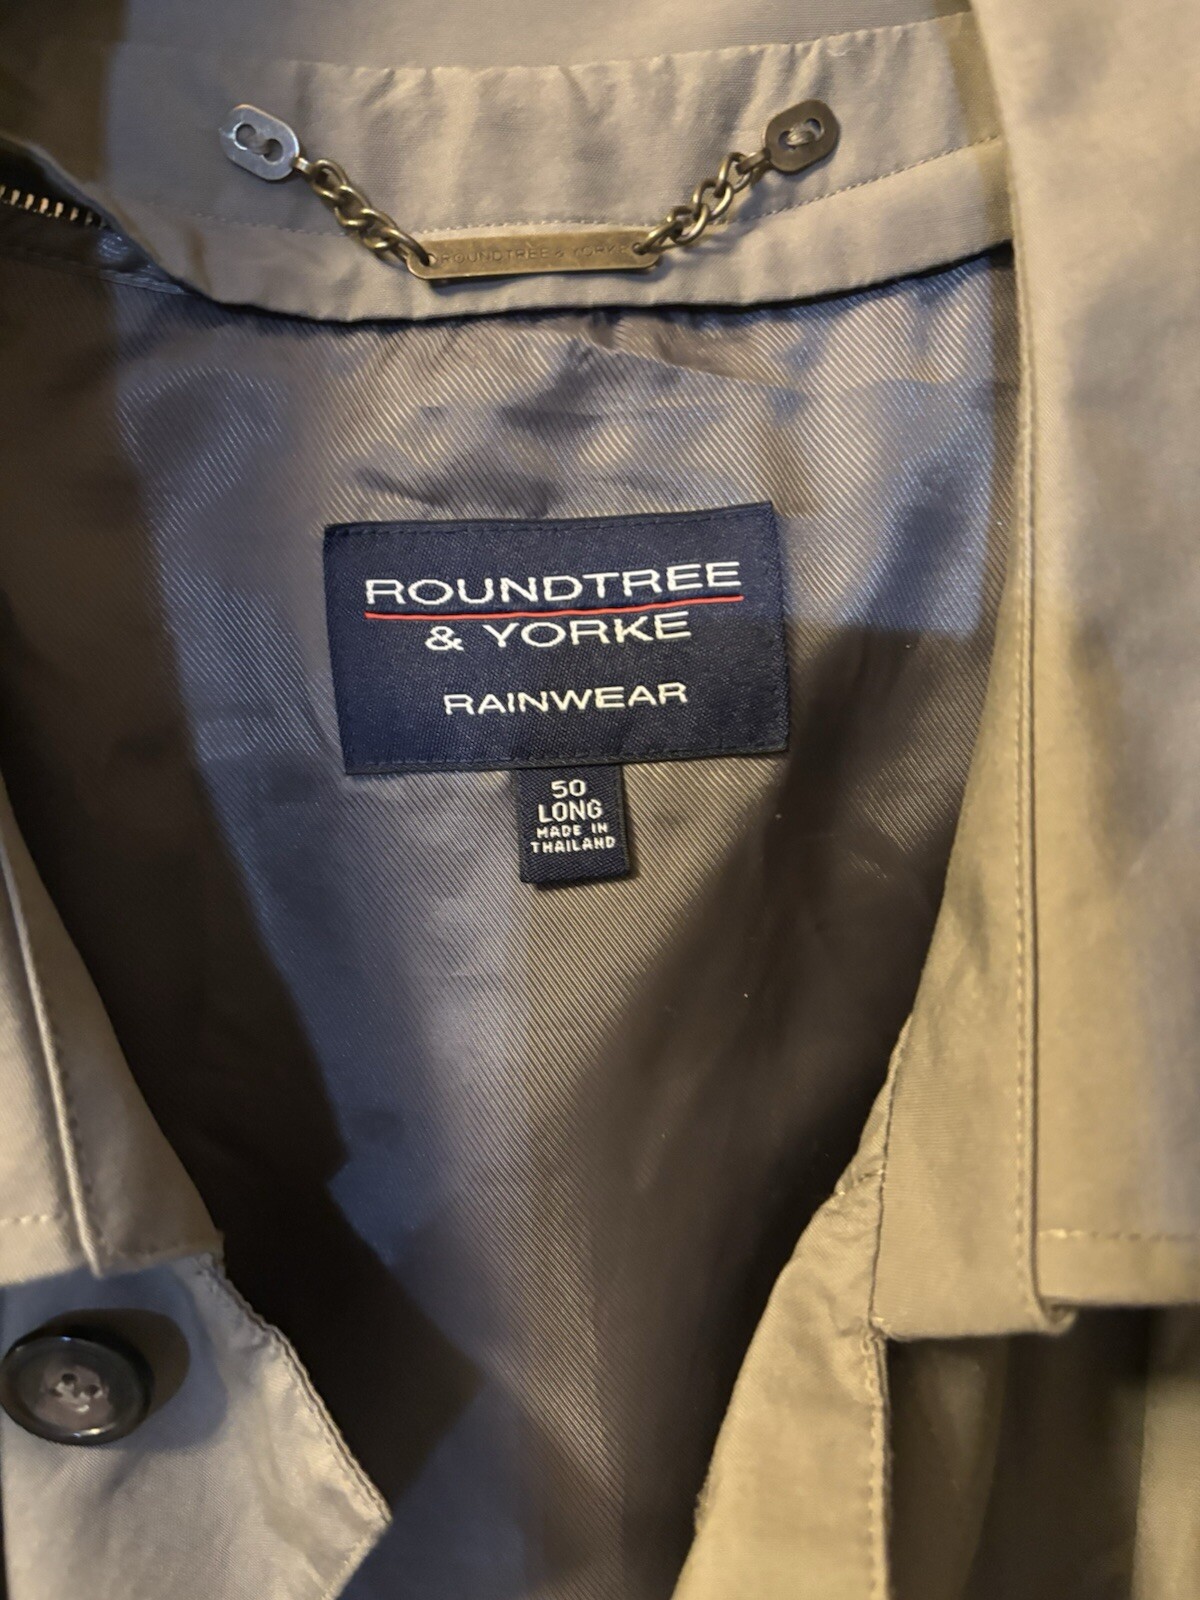 ROUNDTREE & YORKE
ROUNDTREE
& YORKE
RAINWEAR
50
LONG
MADE IN
THAILAND